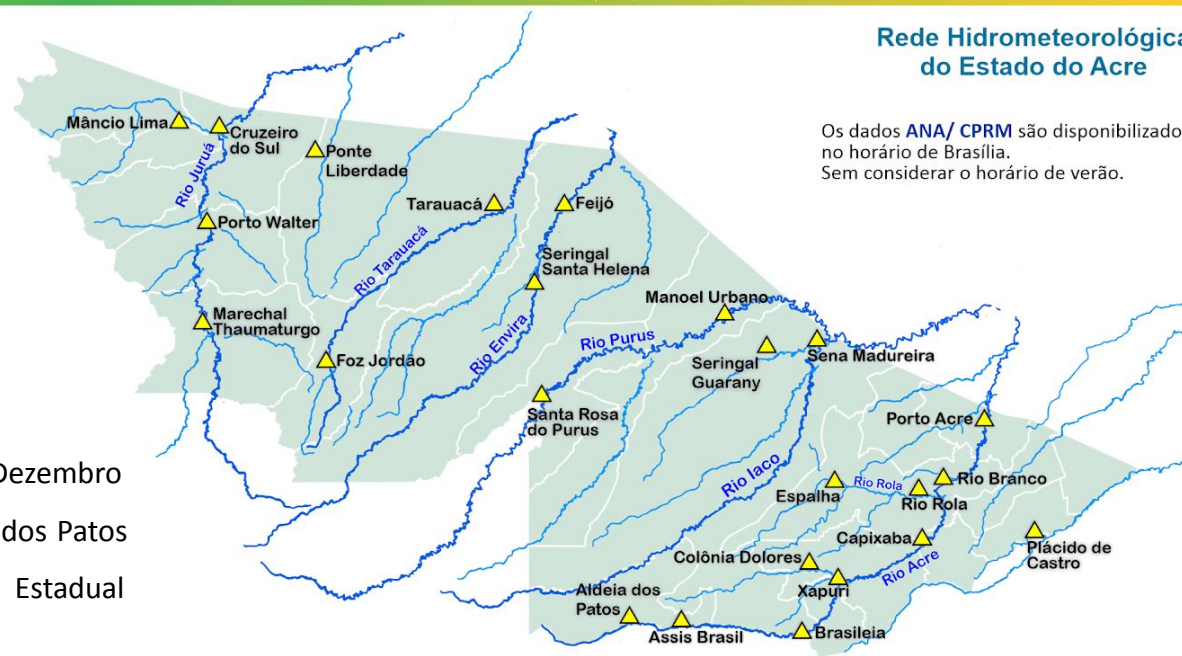 Rede Hidrometeorológica
do Estado do Acre
Os dados ANA/ CPRM são disponibilizado
no horário de Brasília.
Sem considerar o horário de verão.
Mâncio Lima
Cruzeiro
do Sul
Ponte
Liberdade
Rio Juruá
Porto Walter
Tarauacá
Feijó
Rio Tarauacá
Seringal
Santa Helena
Marechal
Thaumaturgo
Foz Jordão
Rio Envira
Manoel Urbano
Rio Purus
Seringal
Guarany
Sena Madureira
Santa Rosa
do Purus
Porto Acre
Rio Iaco
Espalha
Rio Rola
Rio Rola
Rio Branco
Capixaba
Plácido de
Castro
Colônia Dolores
Rio Acre
Xapuri
Aldeia dos
Patos
Assis Brasil
Brasileia
Dezembro
dos Patos
Estadual